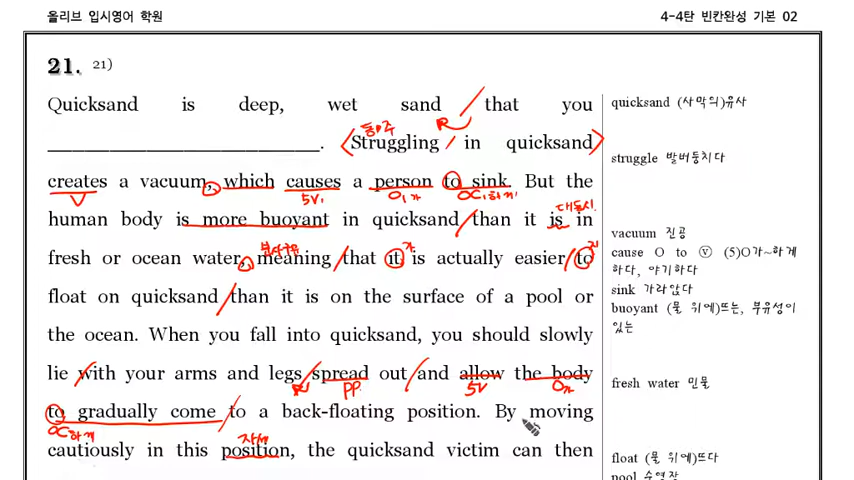 올리브 입시영어 학원
4-4탄 빈칸완성 기본 02
21. 21)
Quicksand is deep, wet sand that you
______________________. Struggling in quicksand
creates a vacuum, which causes a person to sink. But the
human body is more buoyant in quicksand than it is in
fresh or ocean water, meaning that it is actually easier to
float on quicksand than it is on the surface of a pool or
the ocean. When you fall into quicksand, you should slowly
lie with your arms and legs spread out and allow the body
to gradually come to a back-floating position. By moving
cautiously in this position, the quicksand victim can then
quicksand (사막의)유사
struggle 발버둥치다
vacuum 진공
cause O to ⓥ (5)O가~하게
하다, 야기하다
sink 가라앉다
buoyant (물 위에)뜨는, 부유성이
있는
fresh water 민물
float (물 위에)뜨다
pool 수영장
동명주
R
V
5V
O가
OC하게
대동사
분사구문
가
진
PP
5V
O가
OC하게
자세